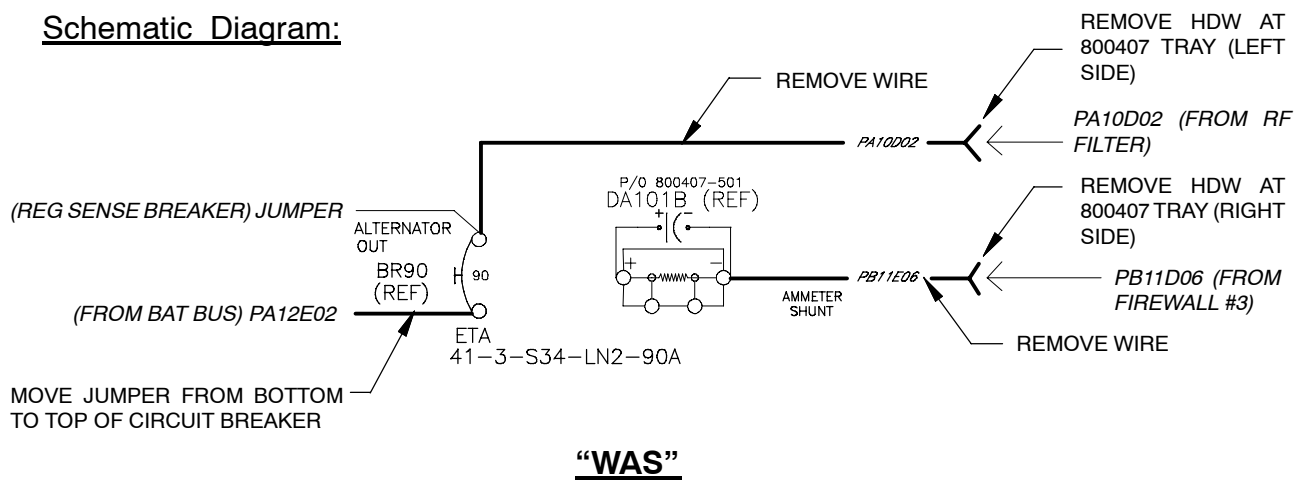 Schematic Diagram:
REMOVE HDW AT
800407 TRAY (LEFT
SIDE)
REMOVE WIRE
PA10D02
PA10D02 (FROM RF
FILTER)
P/O 800407-501
DA101B (REF)
+ -
REMOVE HDW AT
800407 TRAY (RIGHT
SIDE)
(REG SENSE BREAKER) JUMPER
ALTERNATOR
OUT
BR90
(REF)
90
+ -
PB11E06
AMMETER
SHUNT
PB11D06 (FROM
FIREWALL #3)
(FROM BAT BUS) PA12E02
ETA
41-3-S34-LN2-90A
REMOVE WIRE
MOVE JUMPER FROM BOTTOM
TO TOP OF CIRCUIT BREAKER
“WAS”